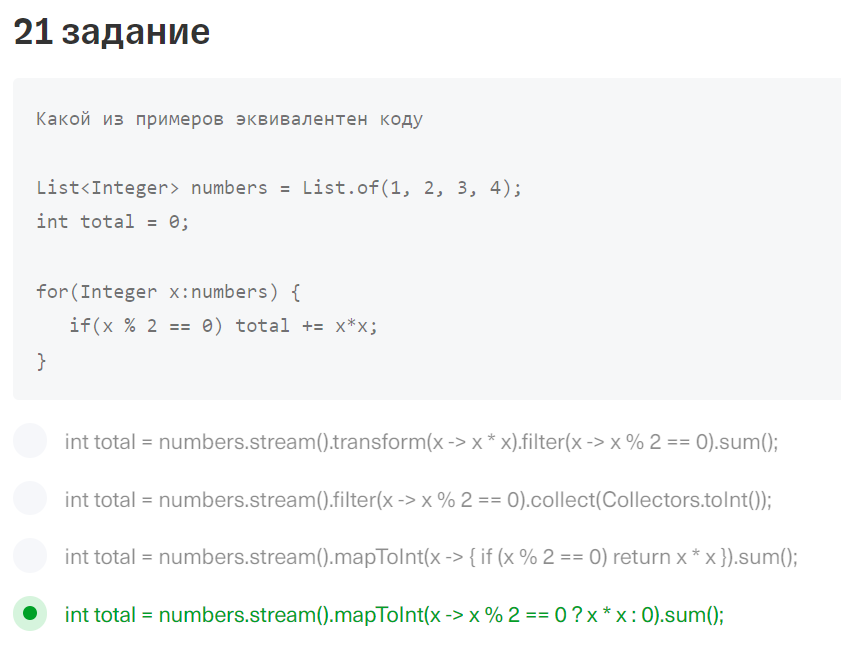 21 задание
Какой из примеров эквивалентен коду
List<Integer> numbers = List.of(1, 2, 3, 4);
int total = 0;
for(Integer x:numbers) {
if(x % 2 == 0) total += x*x;
}
int total = numbers.stream().transform(x -> x * x).filter(x -> x % 2 == 0).sum();
int total = numbers.stream().filter(x -> x % 2 == 0).collect(Collectors.toInt());
int total = numbers.stream().mapToInt(x -> { if (x % 2 == 0) return x * x }).sum();
int total = numbers.stream().mapToInt(x -> x % 2 == 0 ? x * x : 0).sum();